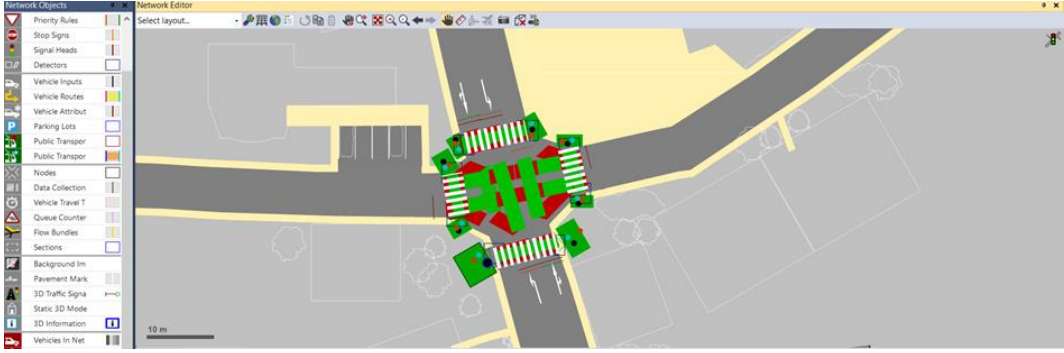 Network Objects
Network Editor
Select layout...
Priority Rules
Stop Signs
Signal Heads
Detectors
Vehicle Inputs
Vehicle Routes
Vehicle Attribut
Parking Lots
Public Transpor
Public Transpor
Nodes
Data Collection
Vehicle Travel T
Queue Counter
Flow Bundles
Sections
Background Im
Pavement Mark
3D Traffic Signa
Static 3D Mode
3D Information
Vehicles In Net
10 m